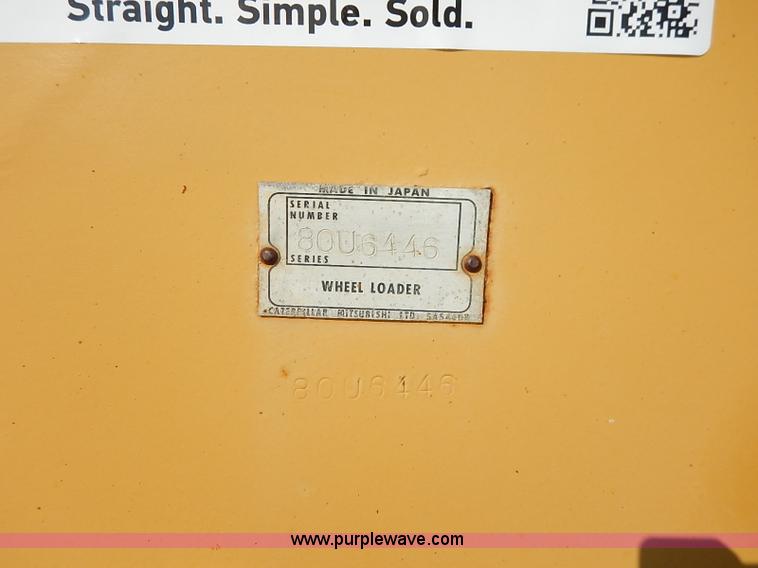 Straight. Simple. Sold.
MADE IN JAPAN
SERIAL
NUMBER
80U6446
SERIES
WHEEL LOADER
CATERPILLAR MITSUBISHI LTD.
80U6446
www.purplewave.com